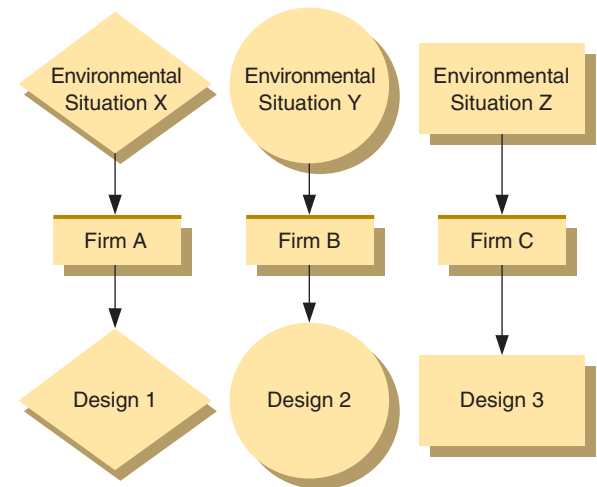 Environmental
Situation X
Environmental
Situation Y
Environmental
Situation Z
Firm A
Firm B
Firm C
Design 1
Design 2
Design 3